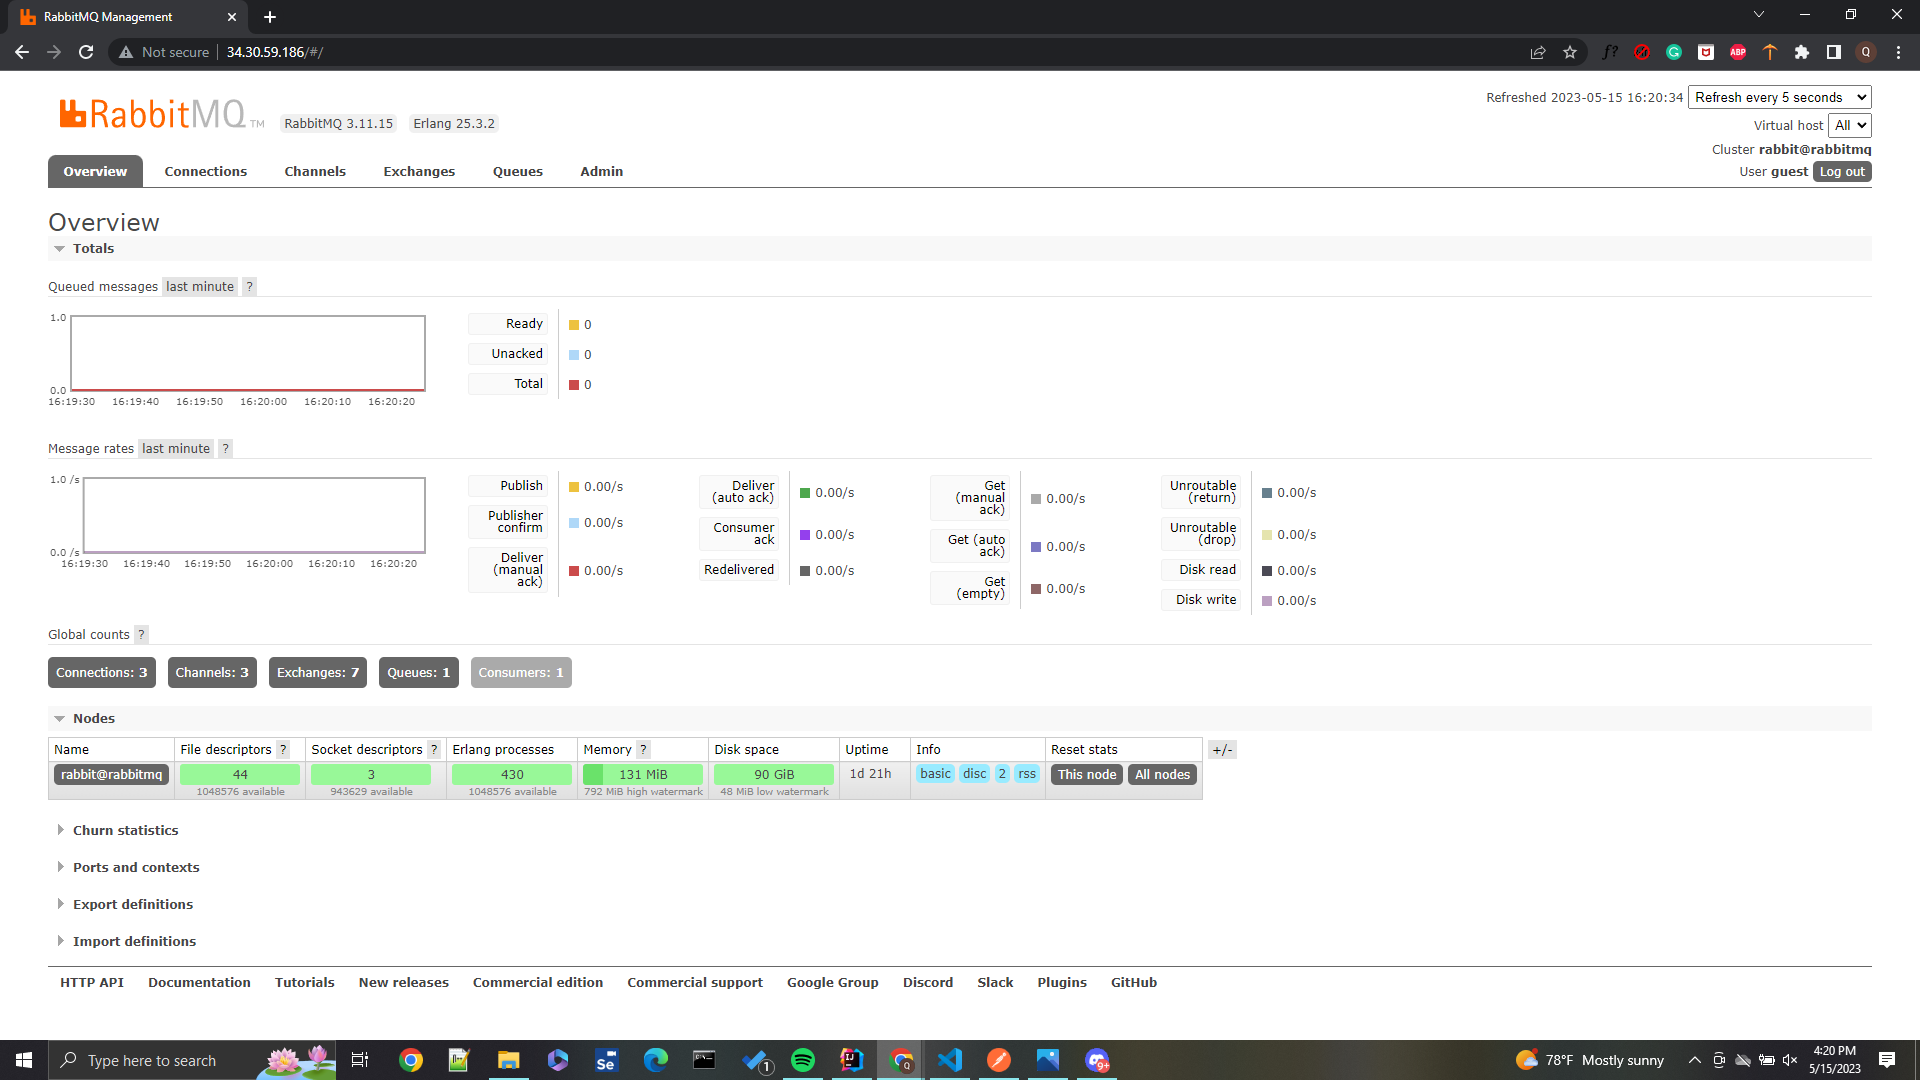 RabbitMQ Management
Not secure 34.30.59.186/#/
RabbitMQ TM RabbitMQ 3.11.15 Erlang 25.3.2
Refreshed 2023-05-15 16:20:34 Refresh every 5 seconds
Virtual host All
Cluster rabbit@rabbitmq
User guest Log out
Overview Connections Channels Exchanges Queues Admin
Overview
Totals
Queued messages last minute ?
1.0
0.0
16:19:30 16:19:40 16:19:50 16:20:00 16:20:10 16:20:20
Ready 0
Unacked 0
Total 0
Message rates last minute ?
1.0 /s
0.0 /s
16:19:30 16:19:40 16:19:50 16:20:00 16:20:10 16:20:20
Publish 0.00/s
Publisher confirm 0.00/s
Deliver (manual ack) 0.00/s
Deliver (auto ack) 0.00/s
Consumer ack 0.00/s
Redelivered 0.00/s
Get (manual ack) 0.00/s
Get (auto ack) 0.00/s
Get (empty) 0.00/s
Unroutable (return) 0.00/s
Unroutable (drop) 0.00/s
Disk read 0.00/s
Disk write 0.00/s
Global counts ?
Connections: 3 Channels: 3 Exchanges: 7 Queues: 1 Consumers: 1
Nodes
Name File descriptors ? Socket descriptors ? Erlang processes Memory ? Disk space Uptime Info Reset stats +/-
rabbit@rabbitmq 44 3 430 131 MiB 90 GiB 1d 21h basic disc 2 rss This node All nodes
1048576 available 943629 available 1048576 available 792 MiB high watermark 48 MiB low watermark
Churn statistics
Ports and contexts
Export definitions
Import definitions
HTTP API Documentation Tutorials New releases Commercial edition Commercial support Google Group Discord Slack Plugins GitHub
Type here to search
78°F Mostly sunny
4:20 PM
5/15/2023